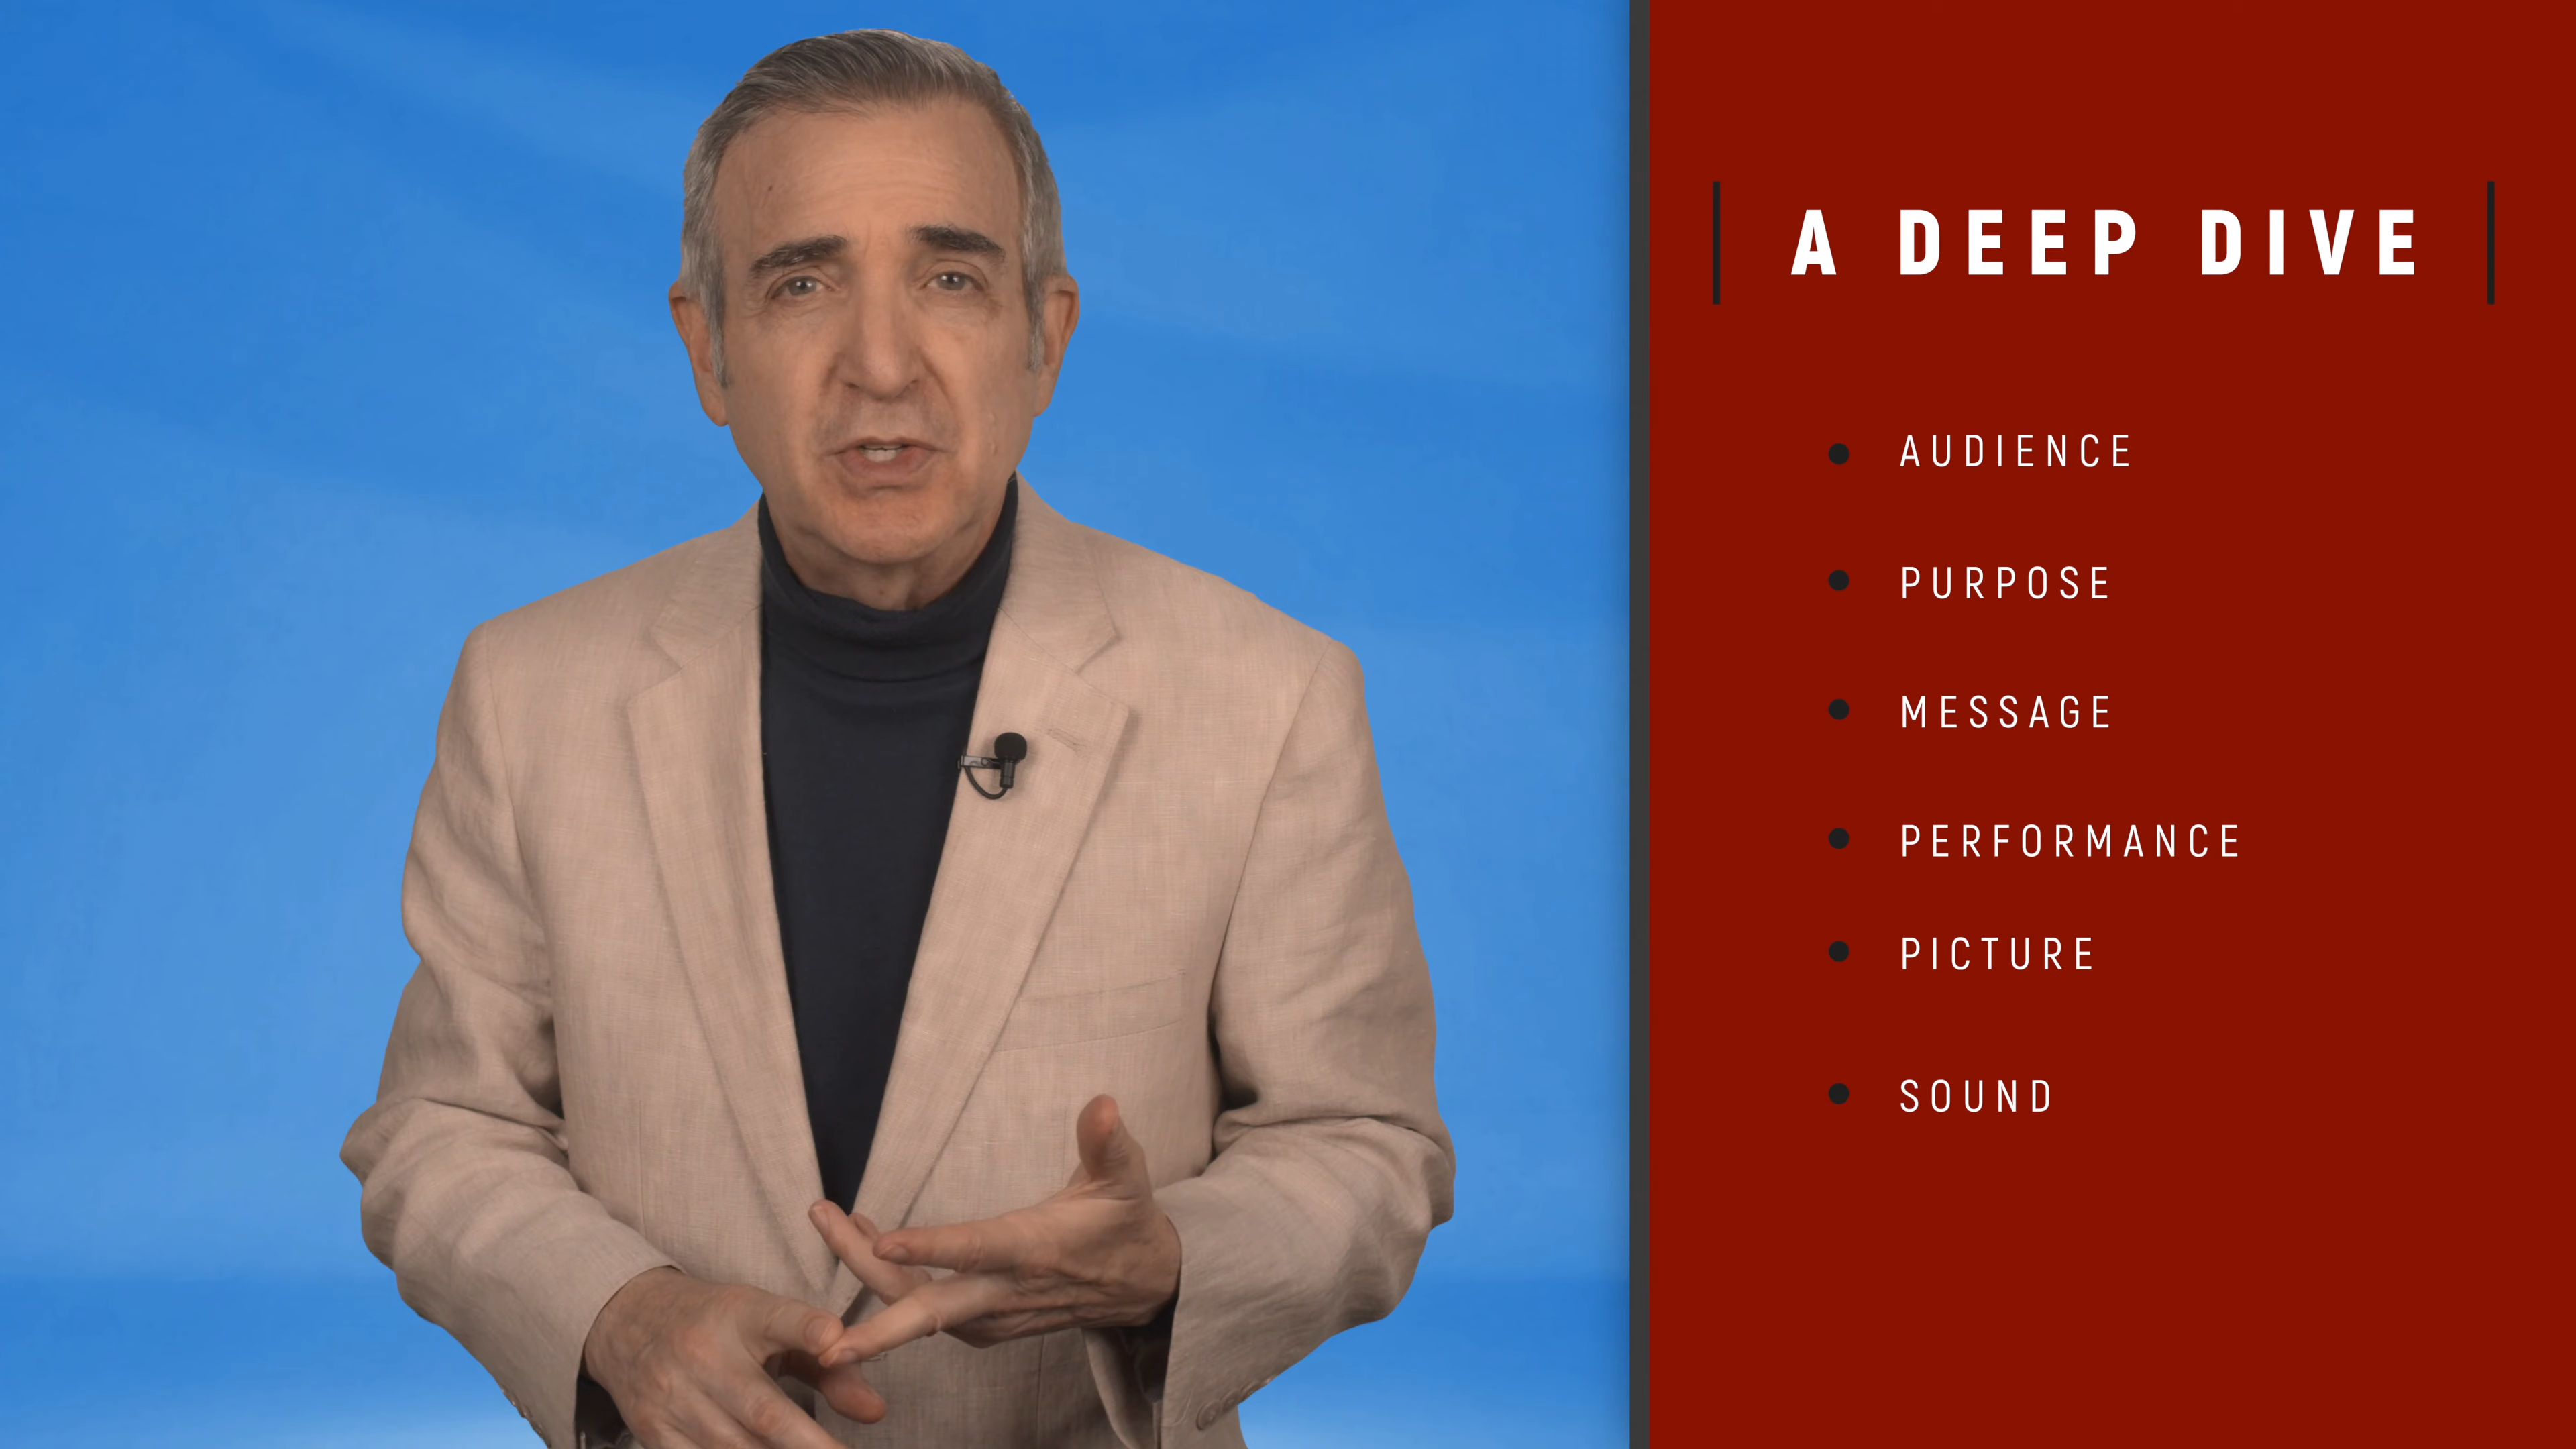 A DEEP DIVE
AUDIENCE
PURPOSE
MESSAGE
PERFORMANCE
PICTURE
SOUND